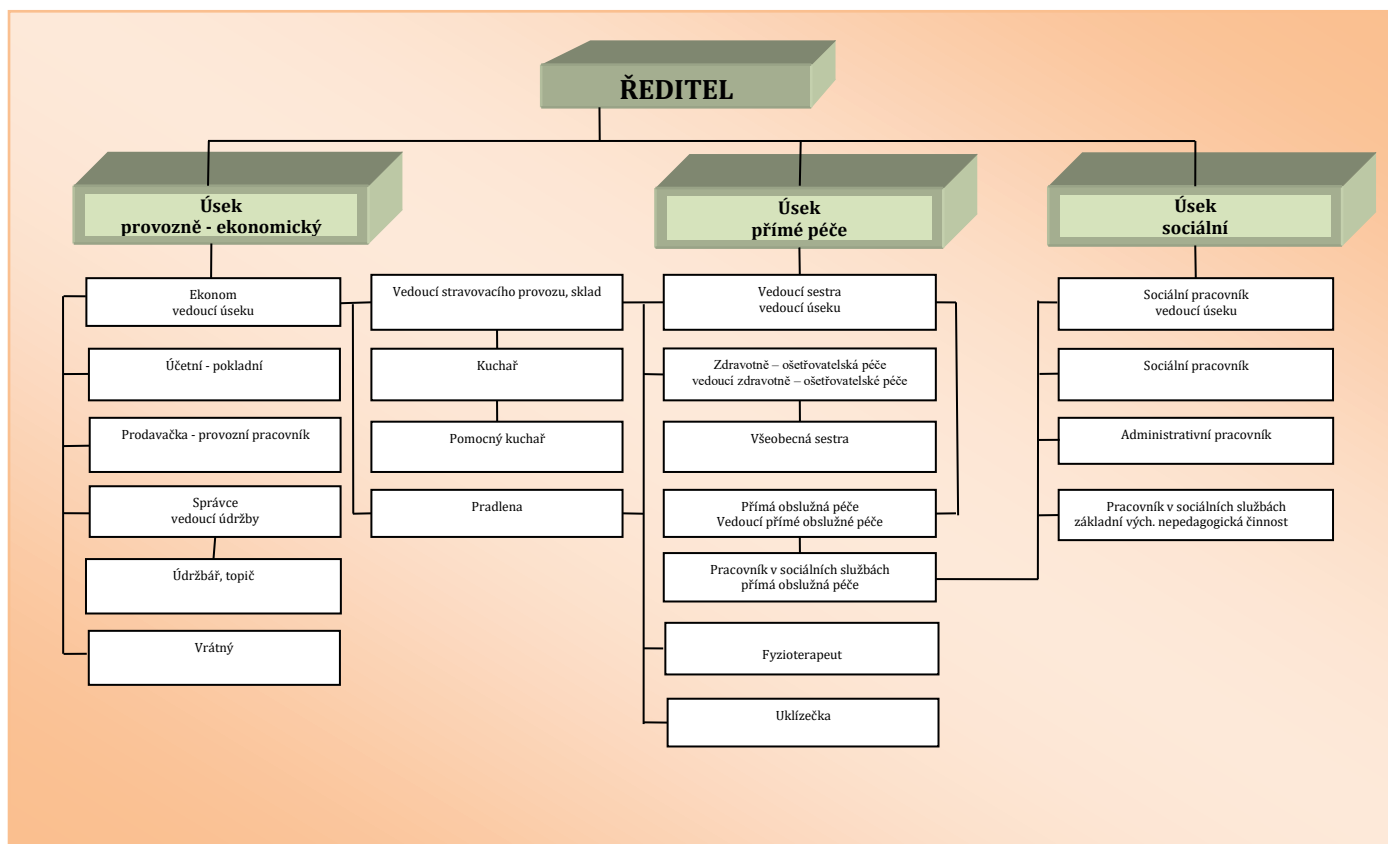 ŘEDITEL
Úsek
provozně - ekonomický
Úsek
přímé péče
Úsek
sociální
Ekonom
vedoucí úseku
Účetní - pokladní
Prodavačka - provozní pracovník
Správce
vedoucí údržby
Údržbář, topič
Vrátný
Vedoucí stravovacího provozu, sklad
Kuchař
Pomocný kuchař
Pradlena
Vedoucí sestra
vedoucí úseku
Zdravotně – ošetřovatelská péče
vedoucí zdravotně – ošetřovatelské péče
Všeobecná sestra
Přímá obslužná péče
Vedoucí přímé obslužné péče
Pracovník v sociálních službách
přímá obslužná péče
Fyzioterapeut
Uklízečka
Sociální pracovník
vedoucí úseku
Sociální pracovník
Administrativní pracovník
Pracovník v sociálních službách
základní vých. nepedagogická činnost